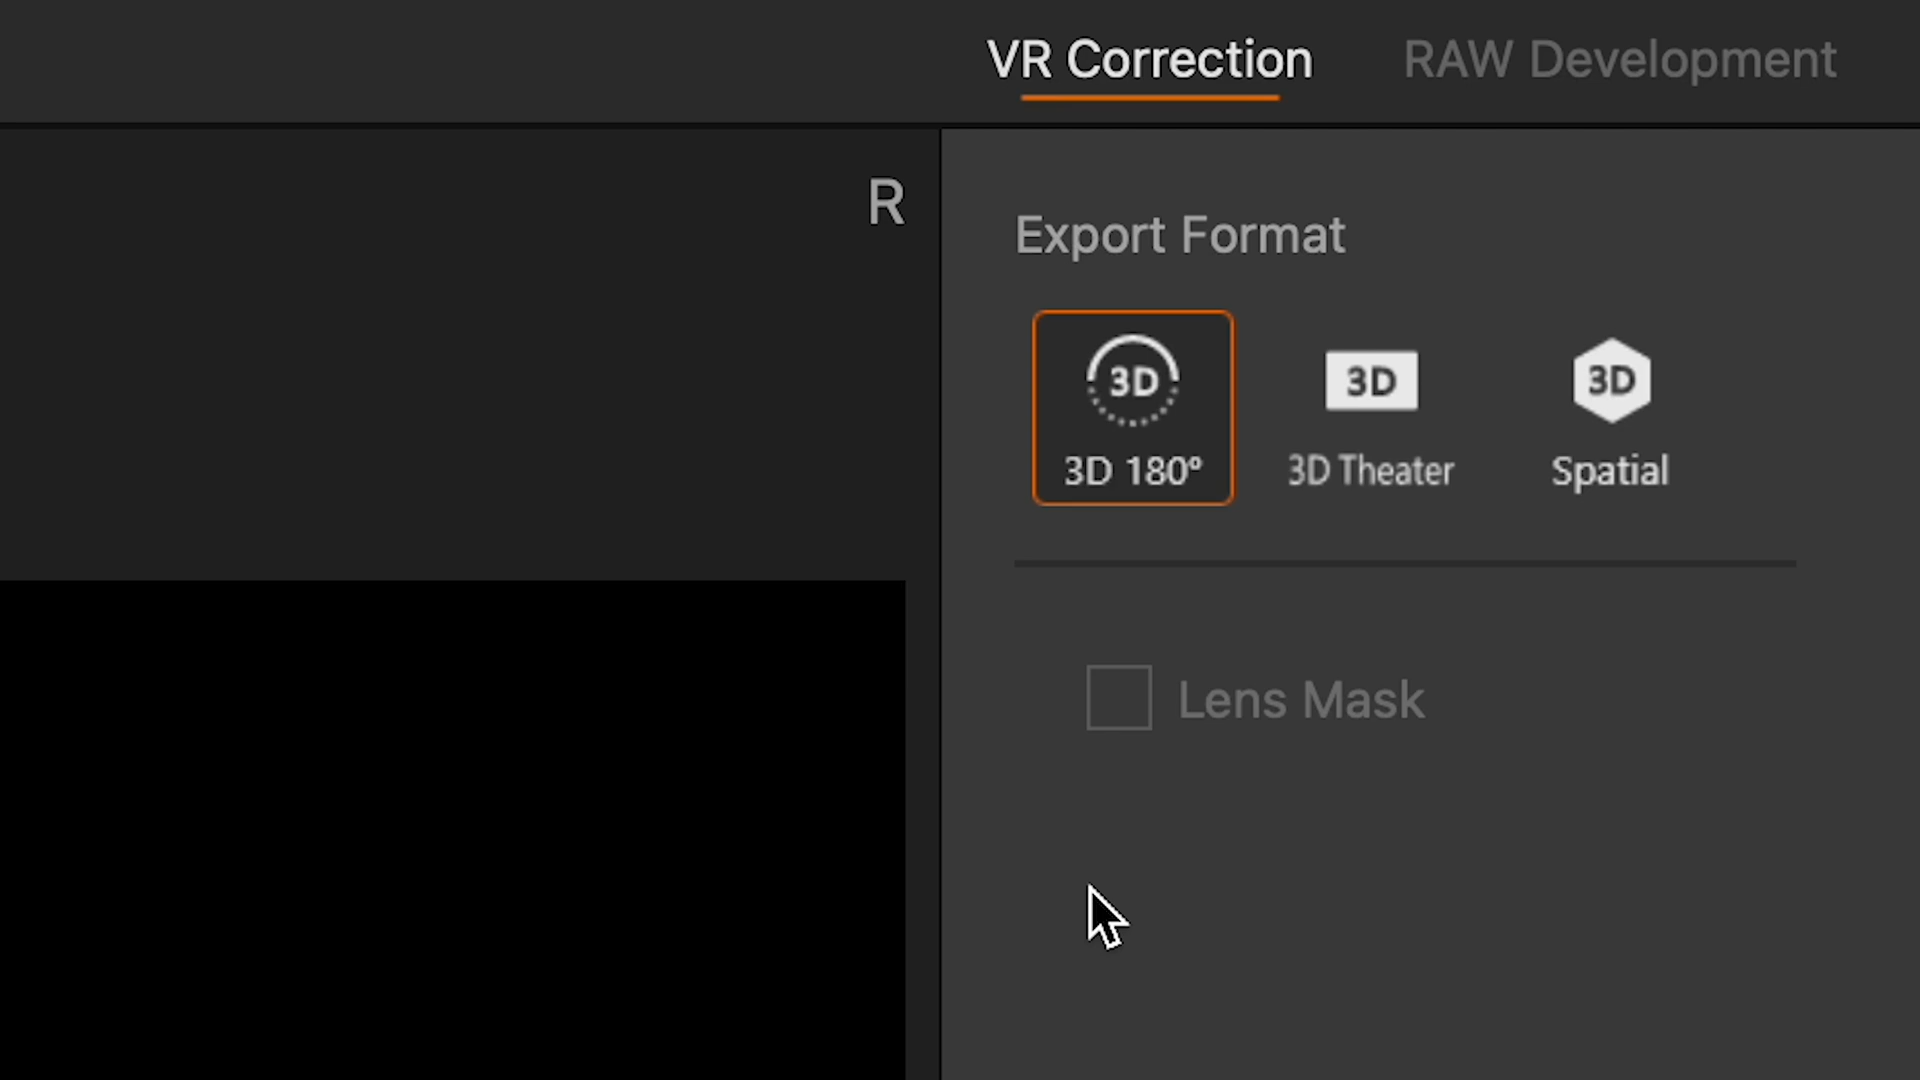 VR Correction RAW Development
R
Export Format
3D 3D 3D
3D 180° 3D Theater Spatial
Lens Mask